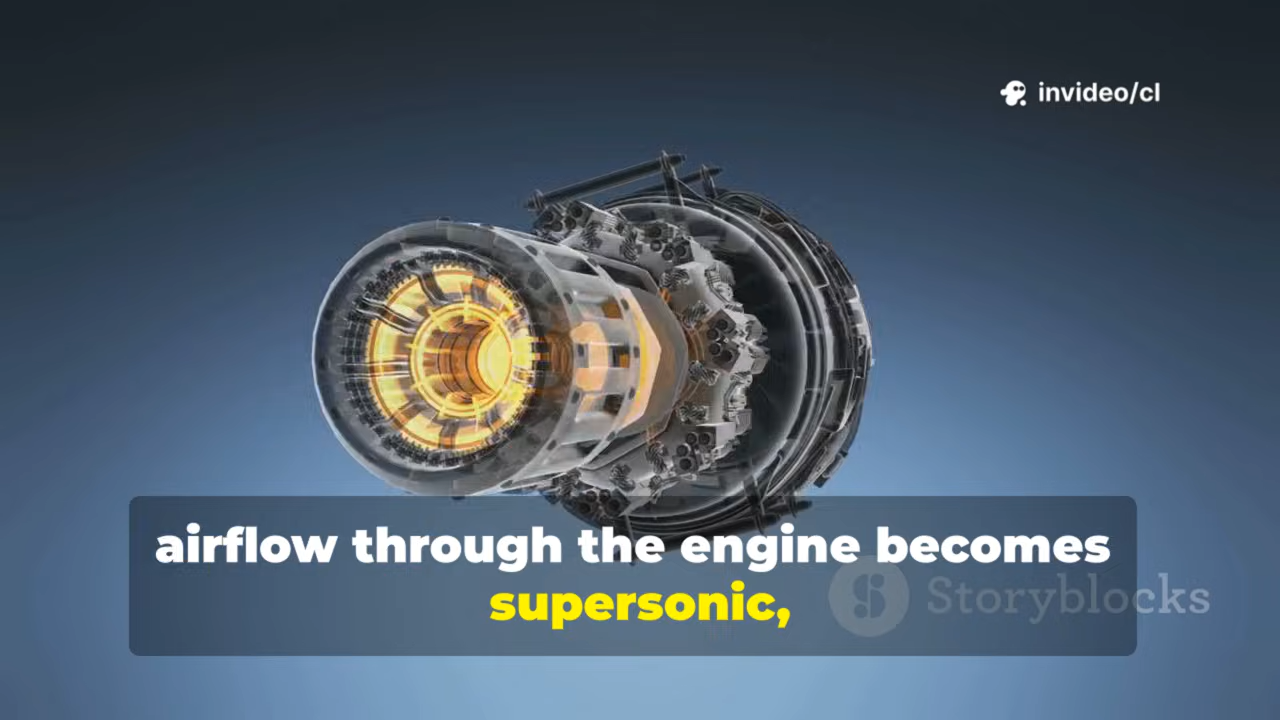 invideo/cl
airflow through the engine becomes
supersonic,
Storyblocks